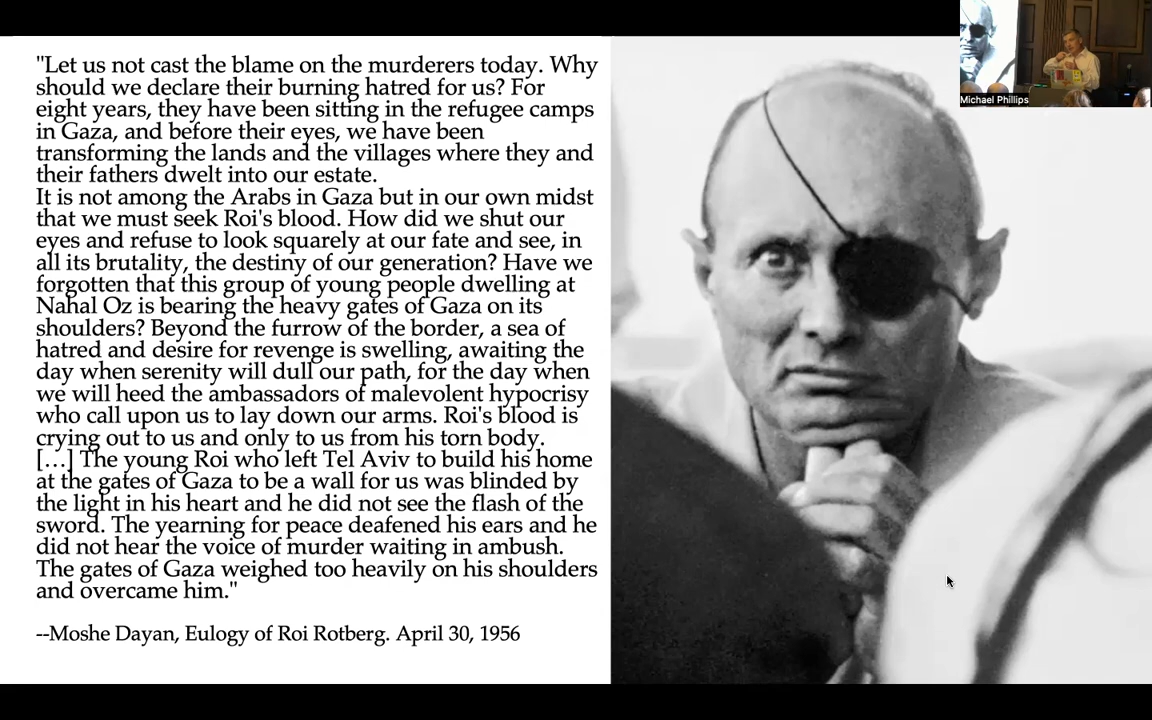 "Let us not cast the blame on the murderers today. Why
should we declare their burning hatred for us? For
eight years, they have been sitting in the refugee camps
in Gaza, and before their eyes, we have been
transforming the lands and the villages where they and
their fathers dwelt into our estate.
It is not among the Arabs in Gaza but in our own midst
that we must seek Roi's blood. How did we shut our
eyes and refuse to look squarely at our fate and see, in
all its brutality, the destiny of our generation? Have we
forgotten that this group of young people dwelling at
Nahal Oz is bearing the heavy gates of Gaza on its
shoulders? Beyond the furrow of the border, a sea of
hatred and desire for revenge is swelling, awaiting the
day when serenity will dull our path, for the day when
we will heed the ambassadors of malevolent hypocrisy
who call upon us to lay down our arms. Roi's blood is
crying out to us and only to us from his torn body.
[…] The young Roi who left Tel Aviv to build his home
at the gates of Gaza to be a wall for us was blinded by
the light in his heart and he did not see the flash of the
sword. The yearning for peace deafened his ears and he
did not hear the voice of murder waiting in ambush.
The gates of Gaza weighed too heavily on his shoulders
and overcame him."
--Moshe Dayan, Eulogy of Roi Rotberg. April 30, 1956
Michael Phillips